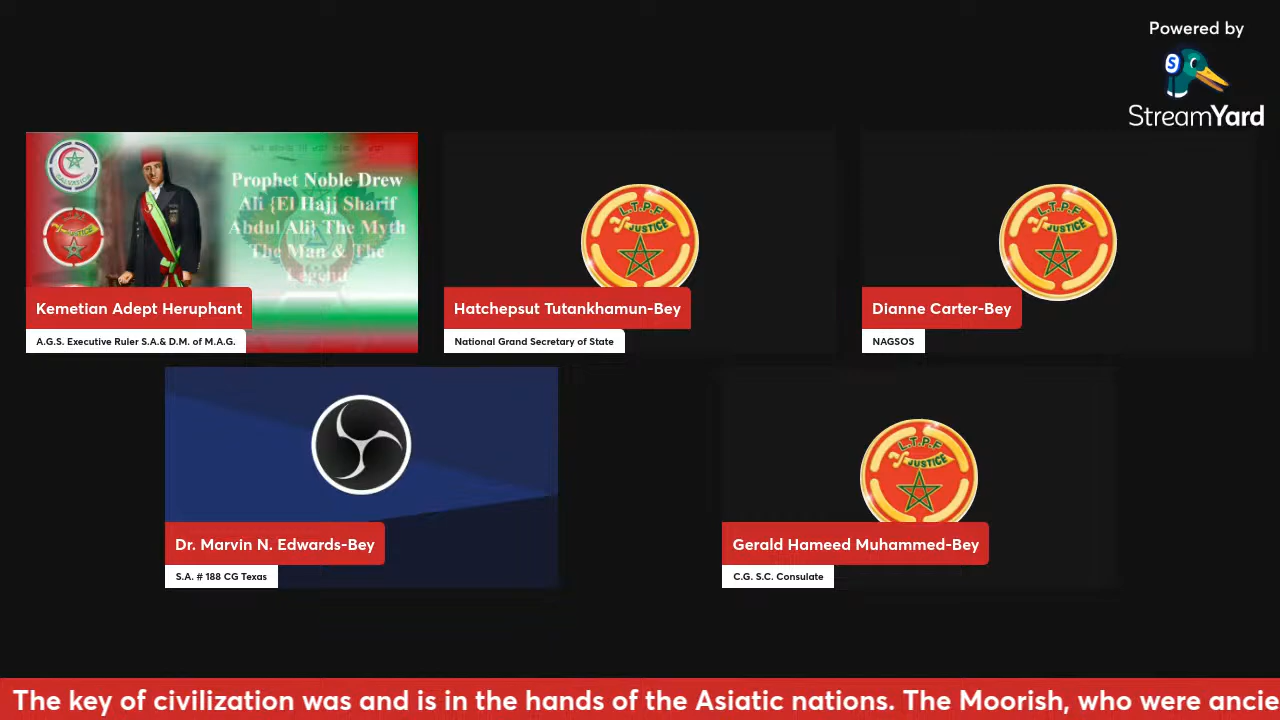 Powered by
StreamYard
Prophet Noble Drew
Ali {El Hajj Sharif
Abdul Ali} The Myth
The Man & The
Legend
L.T.P.F
JUSTICE
L.T.P.F
JUSTICE
Kemetian Adept Heruphant
A.G.S. Executive Ruler S.A.& D.M. of M.A.G.
Hatchepsut Tutankhamun-Bey
National Grand Secretary of State
Dianne Carter-Bey
NAGSOS
L.T.P.F
JUSTICE
Dr. Marvin N. Edwards-Bey
S.A. # 188 CG Texas
Gerald Hameed Muhammed-Bey
C.G. S.C. Consulate
The key of civilization was and is in the hands of the Asiatic nations. The Moorish, who were ancie